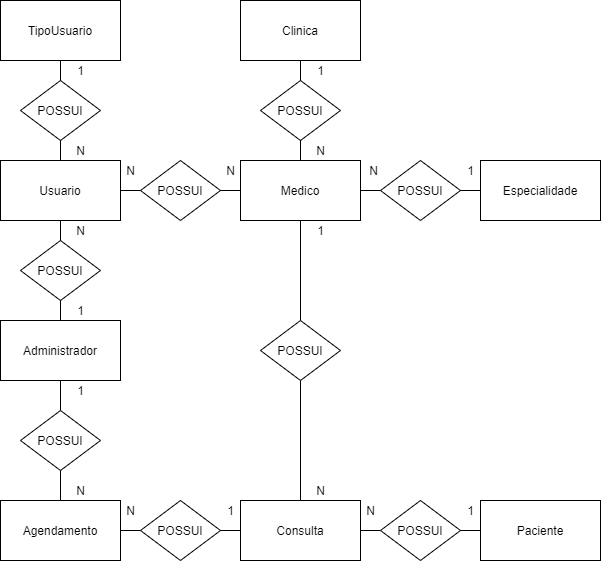 TipoUsuario
Clinica
1
1
POSSUI
POSSUI
N
N
Usuario
N
POSSUI
N
Medico
N
POSSUI
1
Especialidade
N
1
POSSUI
1
Administrador
POSSUI
1
POSSUI
N
N
Agendamento
N
POSSUI
1
Consulta
N
POSSUI
1
Paciente